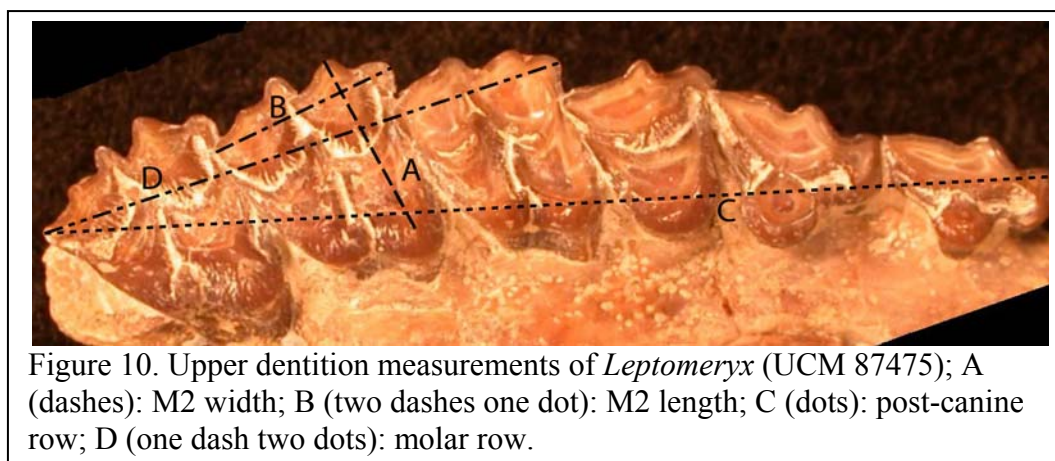 B
D
A
C
Figure 10. Upper dentition measurements of Leptomeryx (UCM 87475); A
(dashes): M2 width; B (two dashes one dot): M2 length; C (dots): post-canine
row; D (one dash two dots): molar row.